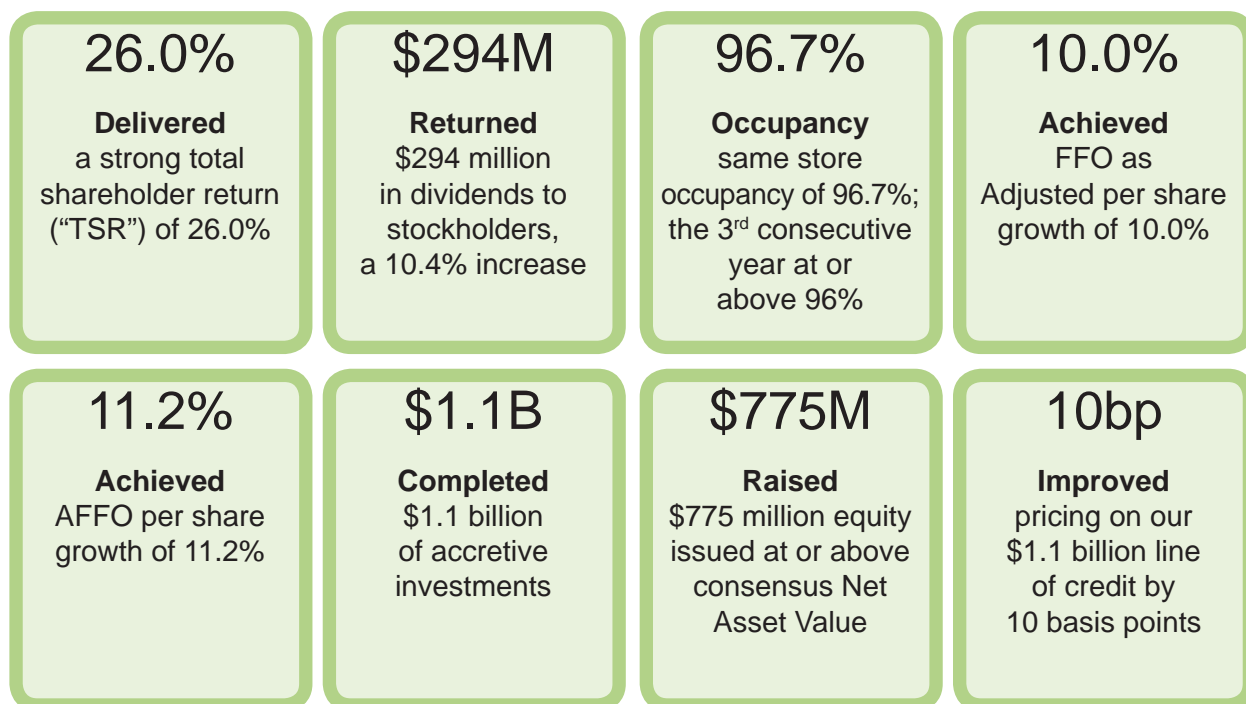 26.0%
Delivered
a strong total
shareholder return
(“TSR”) of 26.0%
$294M
Returned
$294 million
in dividends to
stockholders,
a 10.4% increase
96.7%
Occupancy
same store
occupancy of 96.7%;
the 3rd consecutive
year at or
above 96%
10.0%
Achieved
FFO as
Adjusted per share
growth of 10.0%
11.2%
Achieved
AFFO per share
growth of 11.2%
$1.1B
Completed
$1.1 billion
of accretive
investments
$775M
Raised
$775 million equity
issued at or above
consensus Net
Asset Value
10bp
Improved
pricing on our
$1.1 billion line
of credit by
10 basis points